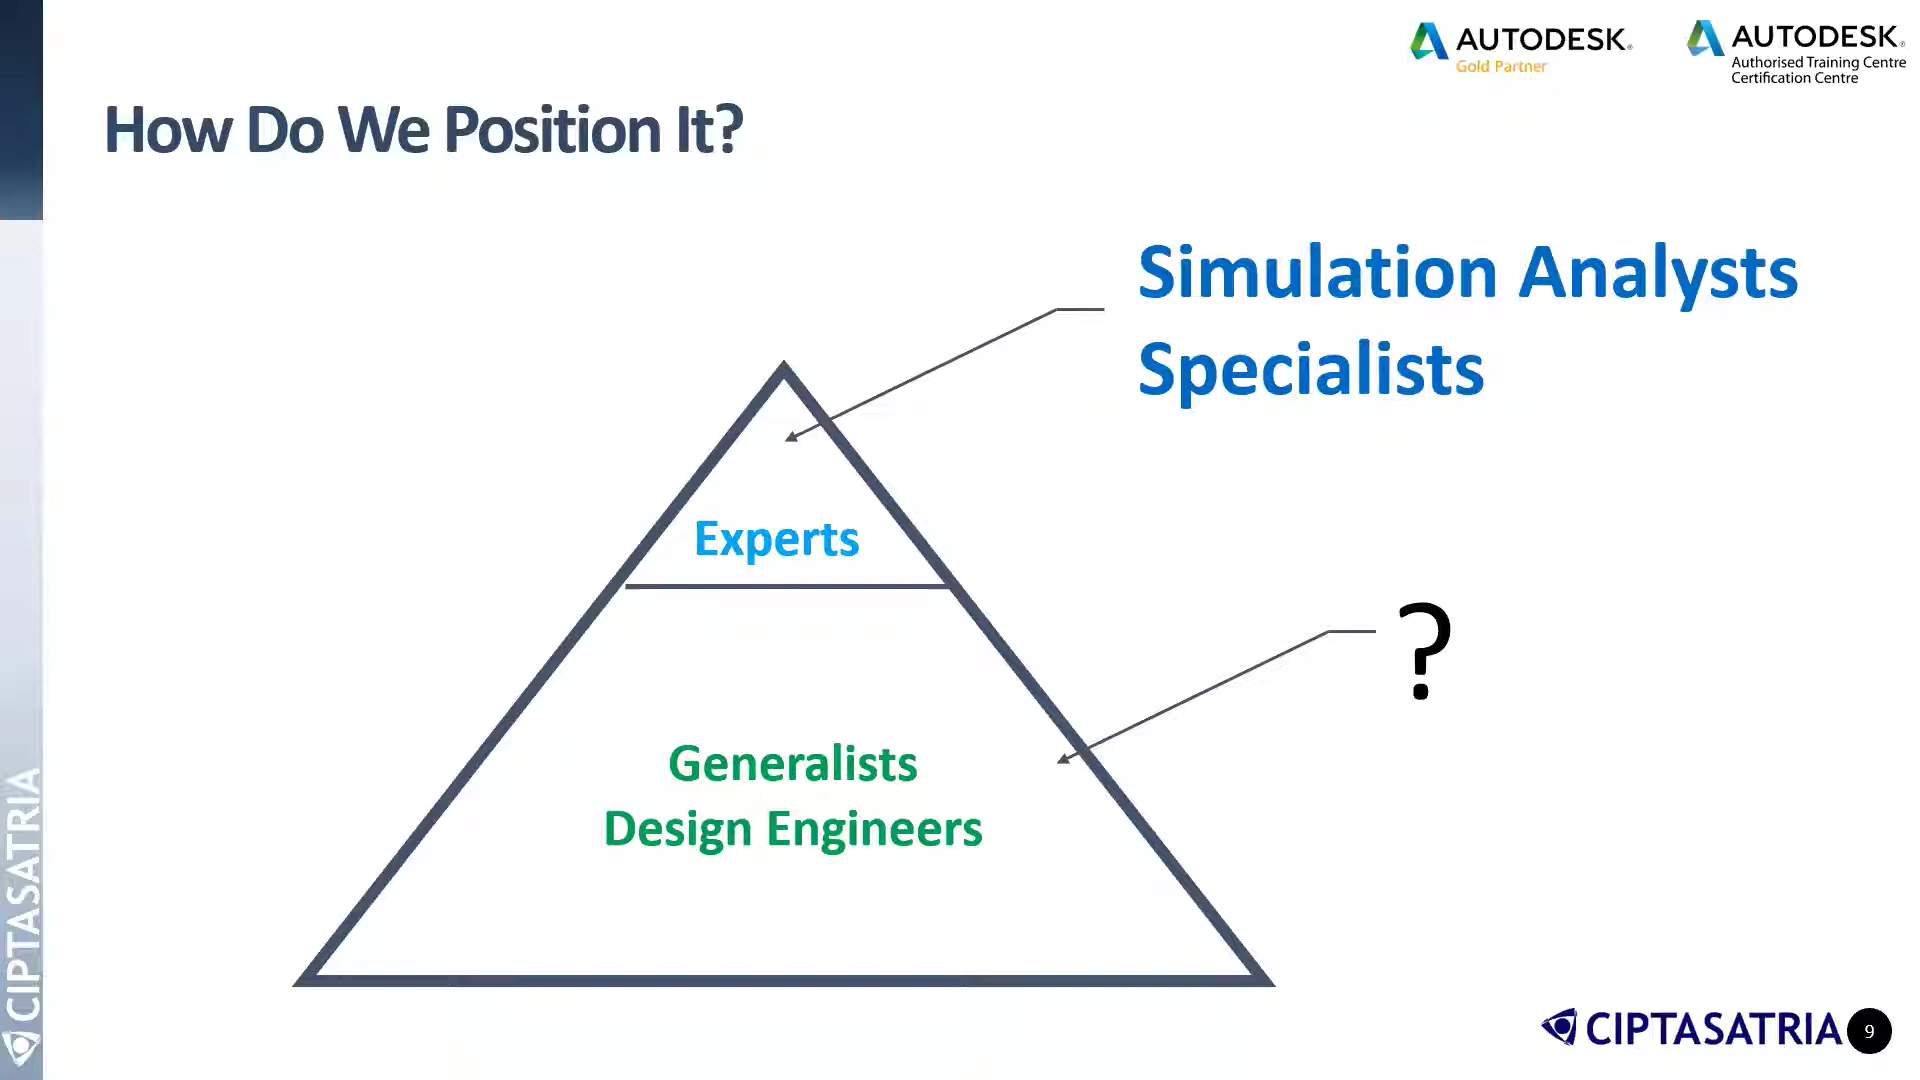 AUTODESK®
Gold Partner
AUTODESK®
Authorised Training Centre
Certification Centre
How Do We Position It?
Simulation Analysts
Specialists
Experts
?
Generalists
Design Engineers
CIPTASATRIA
CIPTASATRIA
9